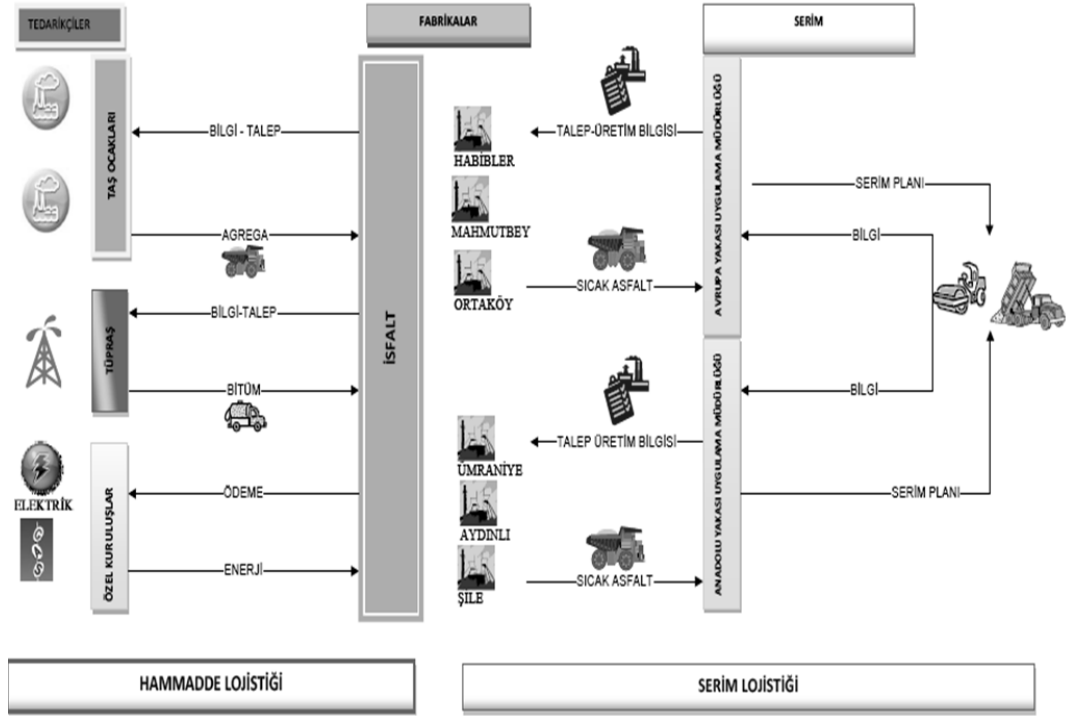 TEDARİKÇİLER
FABRİKALAR
SERİM
TAŞ OCAKLARI
BİLGİ - TALEP
AGREGA
TÜPRAŞ
BİLGİ-TALEP
BİTÜM
ELEKTRİK
ÖZEL KURULUŞLAR
ÖDEME
ENERJİ
İSFALT
HABİBLER
MAHMUTBEY
ORTAKÖY
TALEP-ÜRETİM BİLGİSİ
SICAK ASFALT
AVRUPA YAKASI UYGULAMA MÜDÜRLÜĞÜ
SERİM PLANI
BİLGİ
ÜMRANİYE
AYDINLI
ŞİLE
TALEP ÜRETİM BİLGİSİ
SICAK ASFALT
ANADOLU YAKASI UYGULAMA MÜDÜRLÜĞÜ
BİLGİ
SERİM PLANI
HAMMADDE LOJİSTİĞİ
SERİM LOJİSTİĞİ